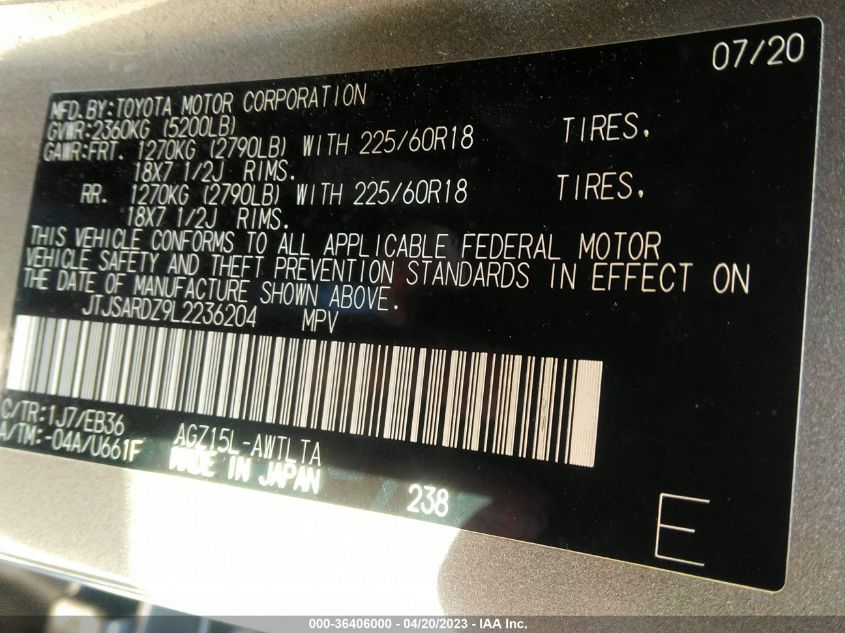 07/20
MFD.BY:TOYOTA MOTOR CORPORATION
GVWR:2360KG (5200LB)
GAWR:FRT. 1270KG (2790LB) WITH 225/60R18 TIRES,
18X7 1/2J RIMS.
RR. 1270KG (2790LB) WITH 225/60R18 TIRES,
18X7 1/2J RIMS.
THIS VEHICLE CONFORMS TO ALL APPLICABLE FEDERAL MOTOR
VEHICLE SAFETY AND THEFT PREVENTION STANDARDS IN EFFECT ON
THE DATE OF MANUFACTURE SHOWN ABOVE.
JTJSARDZ9L2236204 MPV
C/TR:1J7/EB36
A/TM:-04A/U661F AGZ15L-AWTLTA
MADE IN JAPAN
238
E
000-36406000 - 04/20/2023 - IAA Inc.